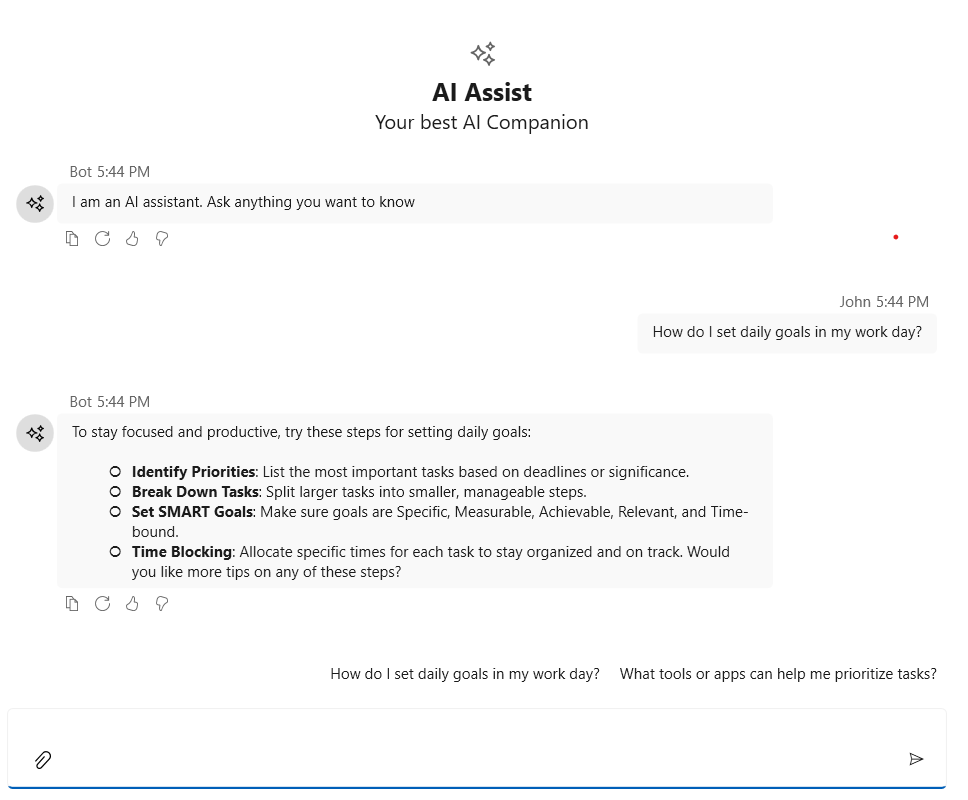 AI Assist
Your best AI Companion
Bot 5:44 PM
I am an AI assistant. Ask anything you want to know
John 5:44 PM
How do I set daily goals in my work day?
Bot 5:44 PM
To stay focused and productive, try these steps for setting daily goals:
Identify Priorities: List the most important tasks based on deadlines or significance.
Break Down Tasks: Split larger tasks into smaller, manageable steps.
Set SMART Goals: Make sure goals are Specific, Measurable, Achievable, Relevant, and Time-
bound.
Time Blocking: Allocate specific times for each task to stay organized and on track. Would
you like more tips on any of these steps?
How do I set daily goals in my work day? What tools or apps can help me prioritize tasks?